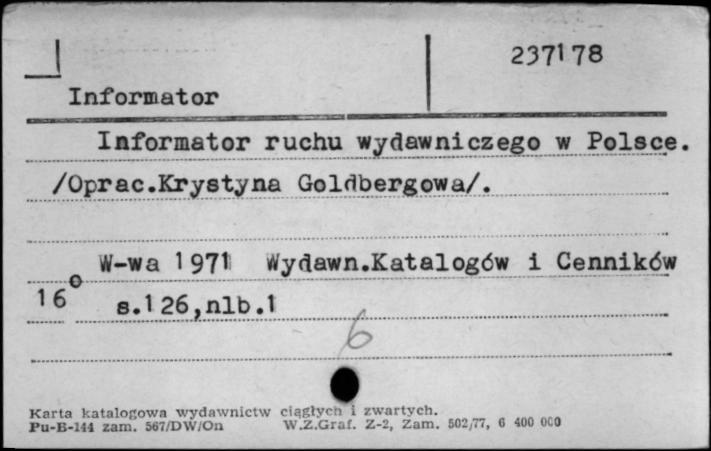 237178
Informator
Informator ruchu wydawniczego w Polsce.
/Oprac.Krystyna Goldbergowa/.
W-wa 1971 Wydawn.Katalogów i Cenników
16° s.126,nlb.1
6
Karta katalogowa wydawnictw ciągłych i zwartych.
Pu-B-144 zam. 567/DW/On W.Z.Graf. Z-2, Zam. 502/77, 6 400 000